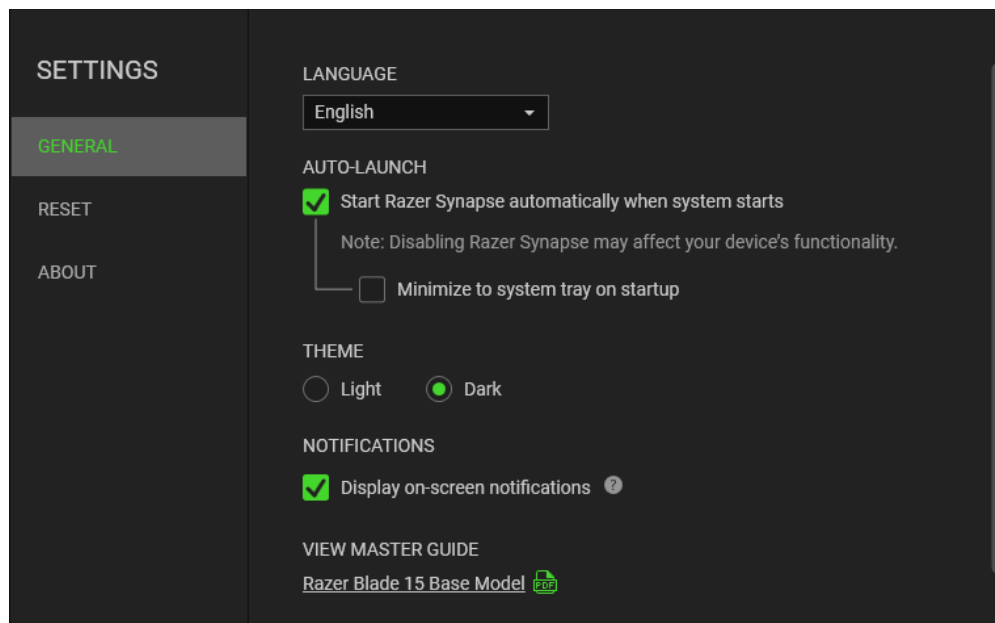 SETTINGS
GENERAL
RESET
ABOUT
LANGUAGE
English
AUTO-LAUNCH
Start Razer Synapse automatically when system starts
Note: Disabling Razer Synapse may affect your device’s functionality.
Minimize to system tray on startup
THEME
Light Dark
NOTIFICATIONS
Display on-screen notifications ?
VIEW MASTER GUIDE
Razer Blade 15 Base Model PDF